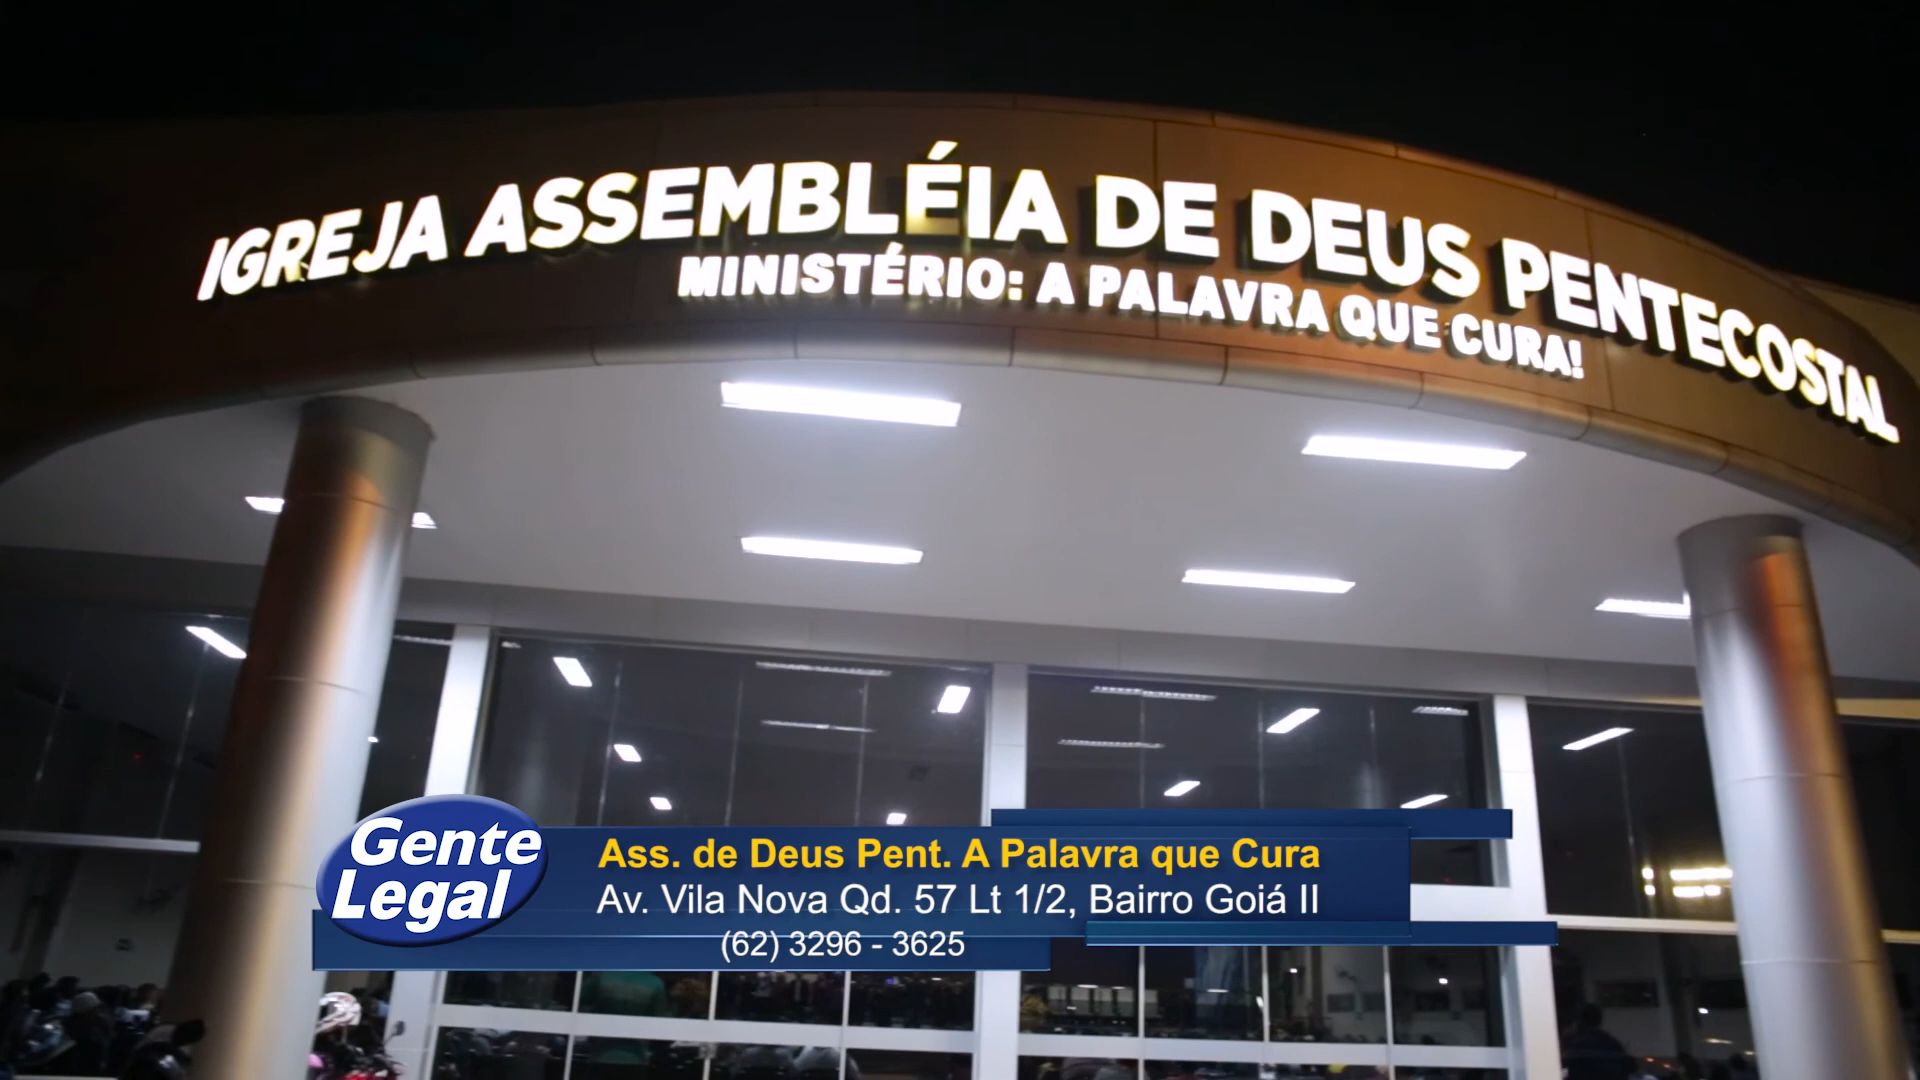 IGREJA ASSEMBLÉIA DE DEUS PENTECOSTAL
MINISTÉRIO: A PALAVRA QUE CURA!
Gente
Legal
Ass. de Deus Pent. A Palavra que Cura
Av. Vila Nova Qd. 57 Lt 1/2, Bairro Goiá II
(62) 3296 - 3625